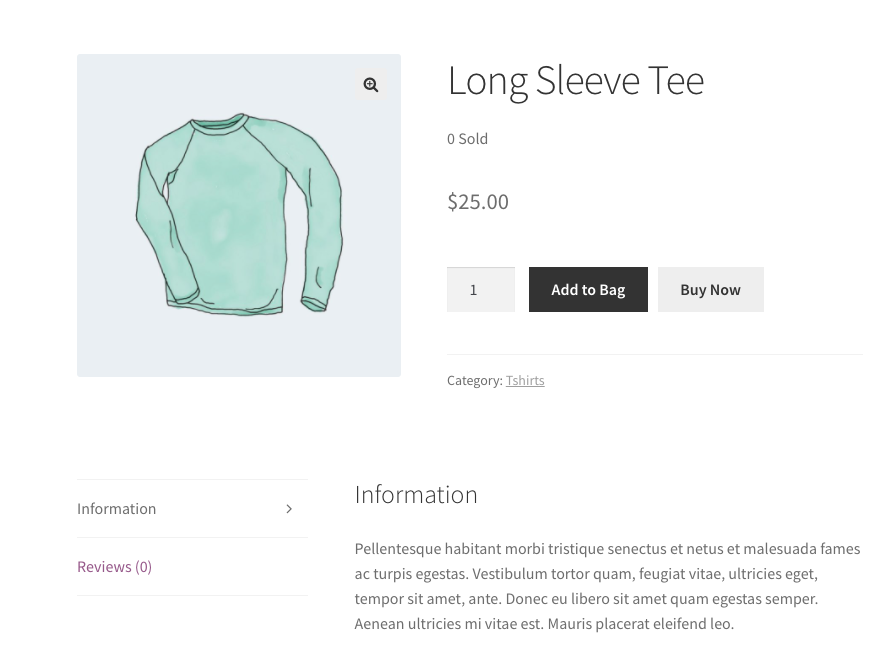 Long Sleeve Tee
0 Sold
$25.00
1
Add to Bag
Buy Now
Category: Tshirts
Information
Reviews (0)
Information
Pellentesque habitant morbi tristique senectus et netus et malesuada fames
ac turpis egestas. Vestibulum tortor quam, feugiat vitae, ultricies eget,
tempor sit amet, ante. Donec eu libero sit amet quam egestas semper.
Aenean ultricies mi vitae est. Mauris placerat eleifend leo.